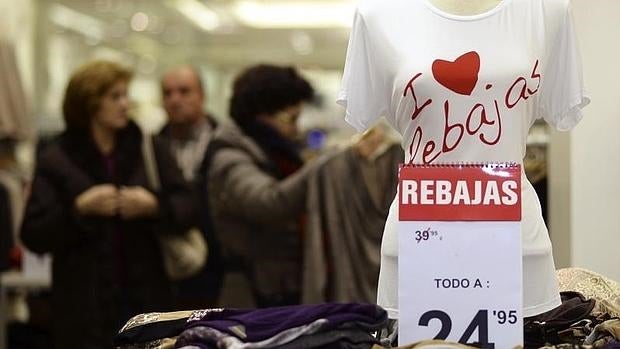 I ❤
Rebajas
REBAJAS
39'95 €
TODO A :
24'95